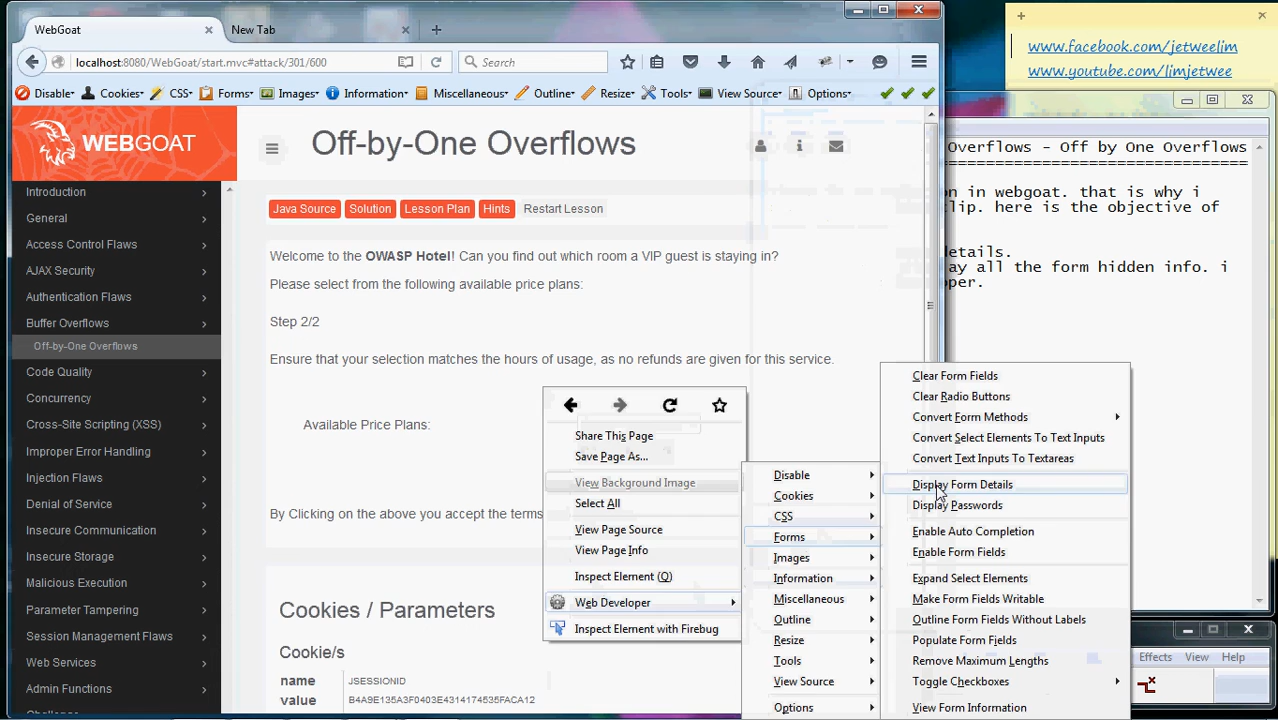 WebGoat
New Tab
localhost:8080/WebGoat/start.mvc#attack/301/600
Search
Disable Cookies CSS Forms Images Information Miscellaneous Outline Resize Tools View Source Options
WEBGOAT
Off-by-One Overflows
Introduction
General
Access Control Flaws
AJAX Security
Authentication Flaws
Buffer Overflows
Off-by-One Overflows
Code Quality
Concurrency
Cross-Site Scripting (XSS)
Improper Error Handling
Injection Flaws
Denial of Service
Insecure Communication
Insecure Storage
Malicious Execution
Parameter Tampering
Session Management Flaws
Web Services
Admin Functions
Java Source Solution Lesson Plan Hints Restart Lesson
Welcome to the OWASP Hotel! Can you find out which room a VIP guest is staying in?
Please select from the following available price plans:
Step 2/2
Ensure that your selection matches the hours of usage, as no refunds are given for this service.
Available Price Plans:
By Clicking on the above you accept the terms
Cookies / Parameters
Cookie/s
name JSESSIONID
value B4A9E135A3F0403E4314174535FACA12
Share This Page
Save Page As...
View Background Image
Select All
View Page Source
View Page Info
Inspect Element (Q)
Web Developer
Inspect Element with Firebug
Disable
Cookies
CSS
Forms
Images
Information
Miscellaneous
Outline
Resize
Tools
View Source
Options
Clear Form Fields
Clear Radio Buttons
Convert Form Methods
Convert Select Elements To Text Inputs
Convert Text Inputs To Textareas
Display Form Details
Display Passwords
Enable Auto Completion
Enable Form Fields
Expand Select Elements
Make Form Fields Writable
Outline Form Fields Without Labels
Populate Form Fields
Remove Maximum Lengths
Toggle Checkboxes
View Form Information
www.facebook.com/jetweelim
www.youtube.com/limjetwee
Overflows - Off by One Overflows
==============================
n in webgoat. that is why i
lip. here is the objective of
details.
ay all the form hidden info. i
per.
Effects View Help